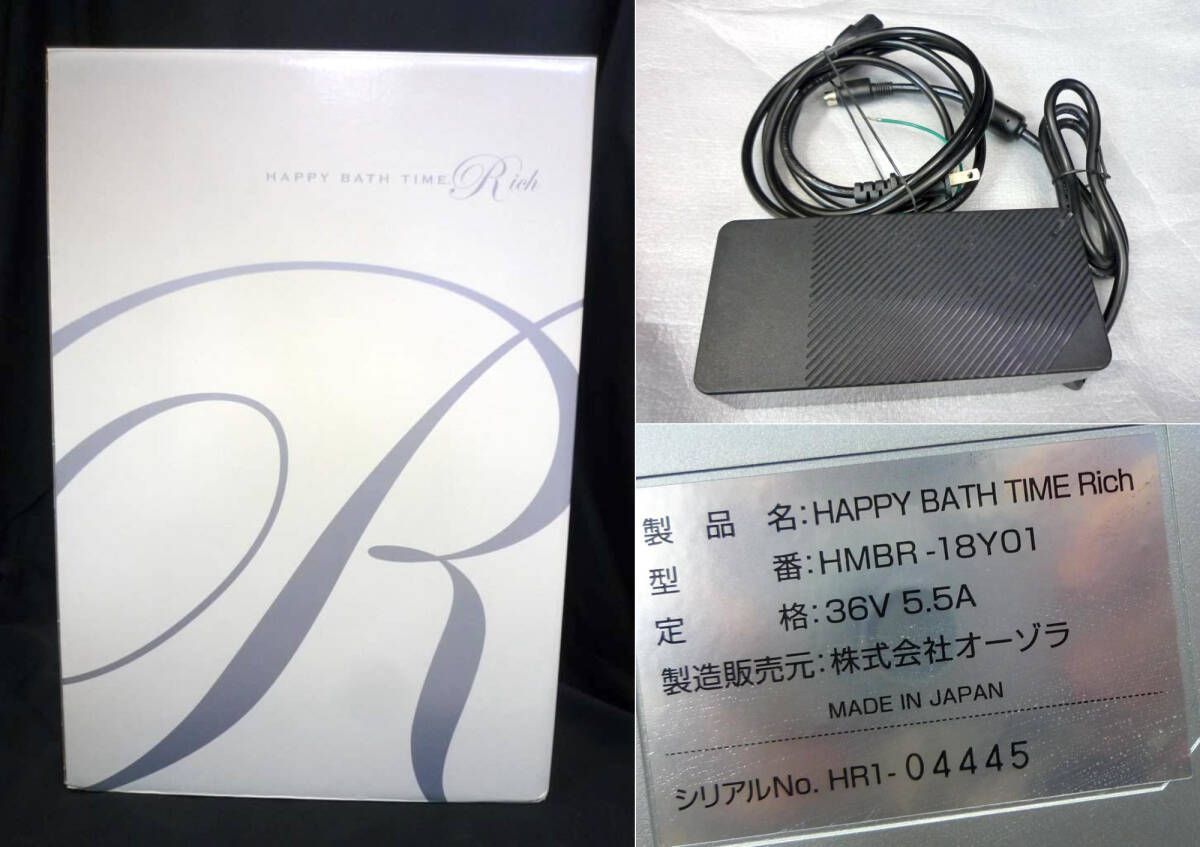 HAPPY BATH TIME Rich
R
製品名:HAPPY BATH TIME Rich
型番:HMBR-18Y01
定格:36V 5.5A
製造販売元:株式会社オーゾラ
MADE IN JAPAN
シリアルNo. HR1-04445